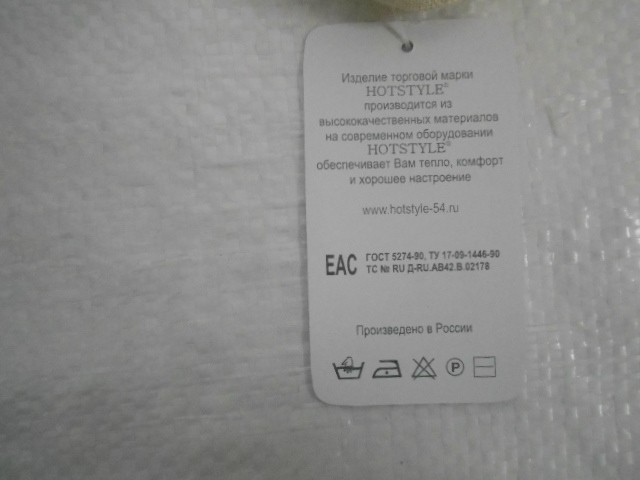 Изделие торговой марки
HOTSTYLE®
производится из
высококачественных материалов
на современном оборудовании
HOTSTYLE®
обеспечивает Вам тепло, комфорт
и хорошее настроение
www.hotstyle-54.ru
EAC
ГОСТ 5274-90, ТУ 17-09-1446-90
ТС № RU Д-RU.АВ42.В.02178
Произведено в России
P